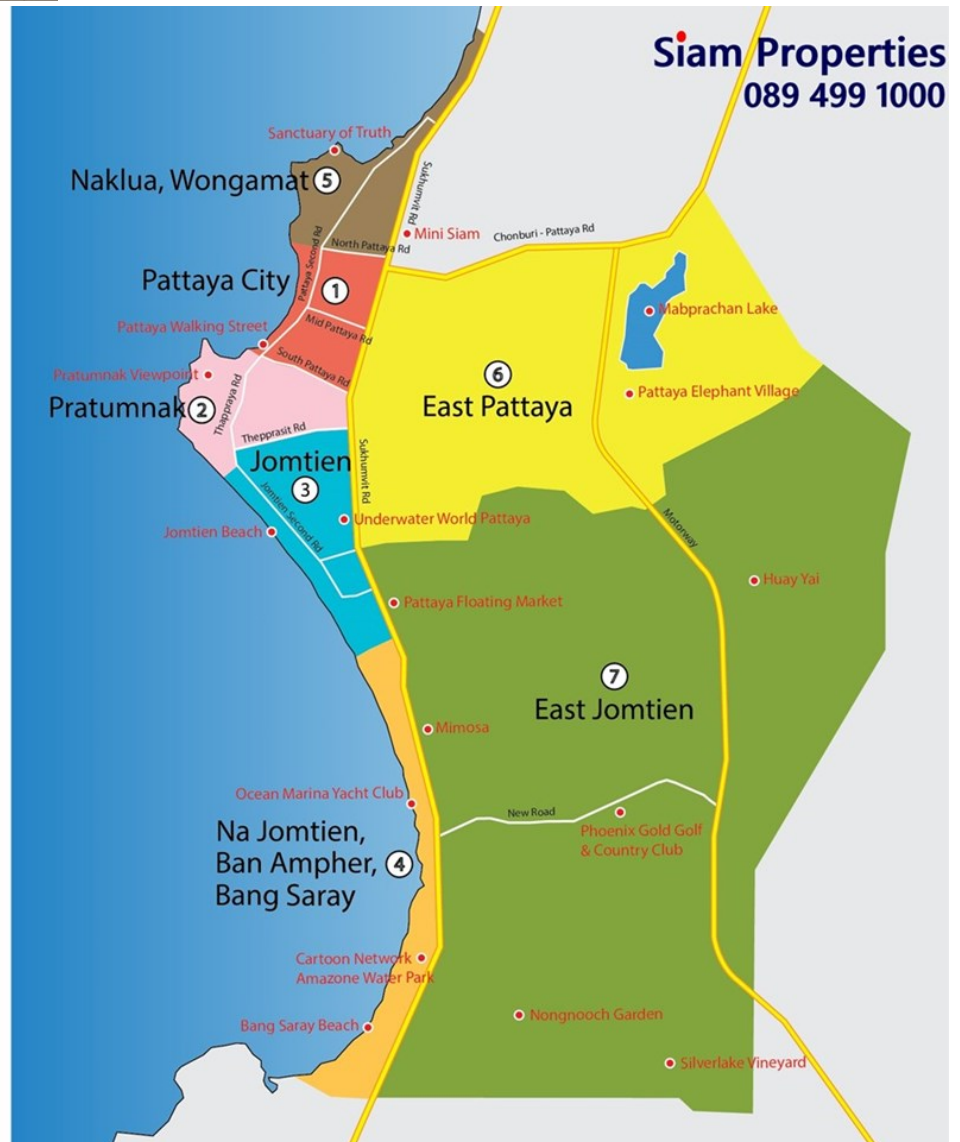 Siam Properties
089 499 1000
Sanctuary of Truth
Naklua, Wongamat 5
Sukhumvit Rd
Mini Siam
Chonburi - Pattaya Rd
North Pattaya Rd
Pattaya Second Rd
Pattaya City
1
Mabprachan Lake
Pattaya Walking Street
Mid Pattaya Rd
South Pattaya Rd
Pratumnak Viewpoint
6
East Pattaya
Pattaya Elephant Village
Pratumnak 2
Thappraya Rd
Thepprasit Rd
Jomtien
3
Sukhumvit Rd
Jomtien Second Rd
Underwater World Pattaya
Jomtien Beach
Motorway
Huay Yai
Pattaya Floating Market
7
East Jomtien
Mimosa
Ocean Marina Yacht Club
New Road
Phoenix Gold Golf
& Country Club
Na Jomtien,
Ban Ampher, 4
Bang Saray
Cartoon Network
Amazone Water Park
Bang Saray Beach
Nongnooch Garden
Silverlake Vineyard